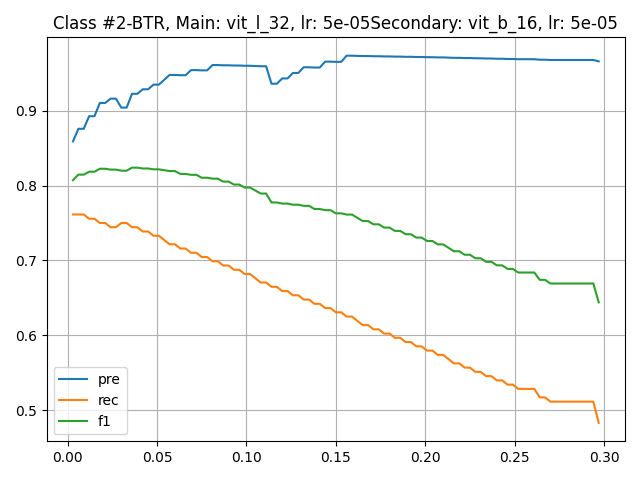 Class #2-BTR, Main: vit_l_32, lr: 5e-05Secondary: vit_b_16, lr: 5e-05
0.9
0.8
0.7
0.6
0.5
pre
rec
f1
0.00 0.05 0.10 0.15 0.20 0.25 0.30